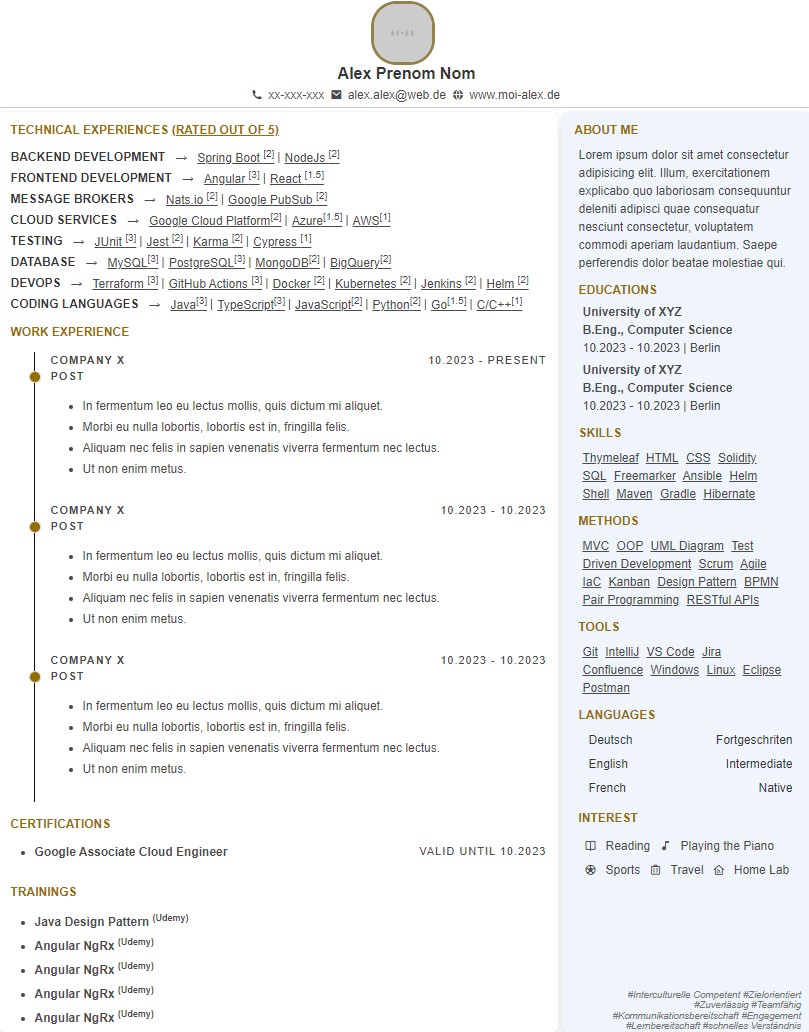 64×64
Alex Prenom Nom
xx-xxx-xxx alex.alex@web.de www.moi-alex.de
TECHNICAL EXPERIENCES (RATED OUT OF 5)
BACKEND DEVELOPMENT → Spring Boot [2] | NodeJs [2]
FRONTEND DEVELOPMENT → Angular [3] | React [1.5]
MESSAGE BROKERS → Nats.io [2] | Google PubSub [2]
CLOUD SERVICES → Google Cloud Platform[2] | Azure[1.5] | AWS[1]
TESTING → JUnit [3] | Jest [2] | Karma [2] | Cypress [1]
DATABASE → MySQL[3] | PostgreSQL[3] | MongoDB[2] | BigQuery[2]
DEVOPS → Terraform [3] | GitHub Actions [3] | Docker [2] | Kubernetes [2] | Jenkins [2] | Helm [2]
CODING LANGUAGES → Java[3] | TypeScript[3] | JavaScript[2] | Python[2] | Go[1.5] | C/C++[1]
WORK EXPERIENCE
COMPANY X 10.2023 - PRESENT
POST
• In fermentum leo eu lectus mollis, quis dictum mi aliquet.
• Morbi eu nulla lobortis, lobortis est in, fringilla felis.
• Aliquam nec felis in sapien venenatis viverra fermentum nec lectus.
• Ut non enim metus.
COMPANY X 10.2023 - 10.2023
POST
• In fermentum leo eu lectus mollis, quis dictum mi aliquet.
• Morbi eu nulla lobortis, lobortis est in, fringilla felis.
• Aliquam nec felis in sapien venenatis viverra fermentum nec lectus.
• Ut non enim metus.
COMPANY X 10.2023 - 10.2023
POST
• In fermentum leo eu lectus mollis, quis dictum mi aliquet.
• Morbi eu nulla lobortis, lobortis est in, fringilla felis.
• Aliquam nec felis in sapien venenatis viverra fermentum nec lectus.
• Ut non enim metus.
CERTIFICATIONS
• Google Associate Cloud Engineer VALID UNTIL 10.2023
TRAININGS
• Java Design Pattern (Udemy)
• Angular NgRx (Udemy)
• Angular NgRx (Udemy)
• Angular NgRx (Udemy)
• Angular NgRx (Udemy)
ABOUT ME
Lorem ipsum dolor sit amet consectetur
adipisicing elit. Illum, exercitationem
explicabo quo laboriosam consequuntur
deleniti adipisci quae consequatur
nesciunt consectetur, voluptatem
commodi aperiam laudantium. Saepe
perferendis dolor beatae molestiae qui.
EDUCATIONS
University of XYZ
B.Eng., Computer Science
10.2023 - 10.2023 | Berlin
University of XYZ
B.Eng., Computer Science
10.2023 - 10.2023 | Berlin
SKILLS
Thymeleaf HTML CSS Solidity
SQL Freemarker Ansible Helm
Shell Maven Gradle Hibernate
METHODS
MVC OOP UML Diagram Test
Driven Development Scrum Agile
IaC Kanban Design Pattern BPMN
Pair Programming RESTful APIs
TOOLS
Git IntelliJ VS Code Jira
Confluence Windows Linux Eclipse
Postman
LANGUAGES
Deutsch Fortgeschriten
English Intermediate
French Native
INTEREST
Reading Playing the Piano
Sports Travel Home Lab
#Interculturelle Competent #Zielorientiert
#Zuverlässig #Teamfähig
#Kommunikationsbereitschaft #Engagement
#Lernbereitschaft #schnelles Verständnis